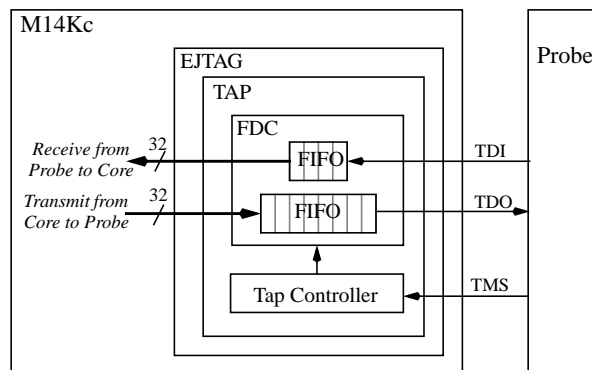 M14Kc
EJTAG
Probe
TAP
FDC
Receive from
Probe to Core
32
FIFO
TDI
Transmit from
Core to Probe
32
FIFO
TDO
Tap Controller
TMS